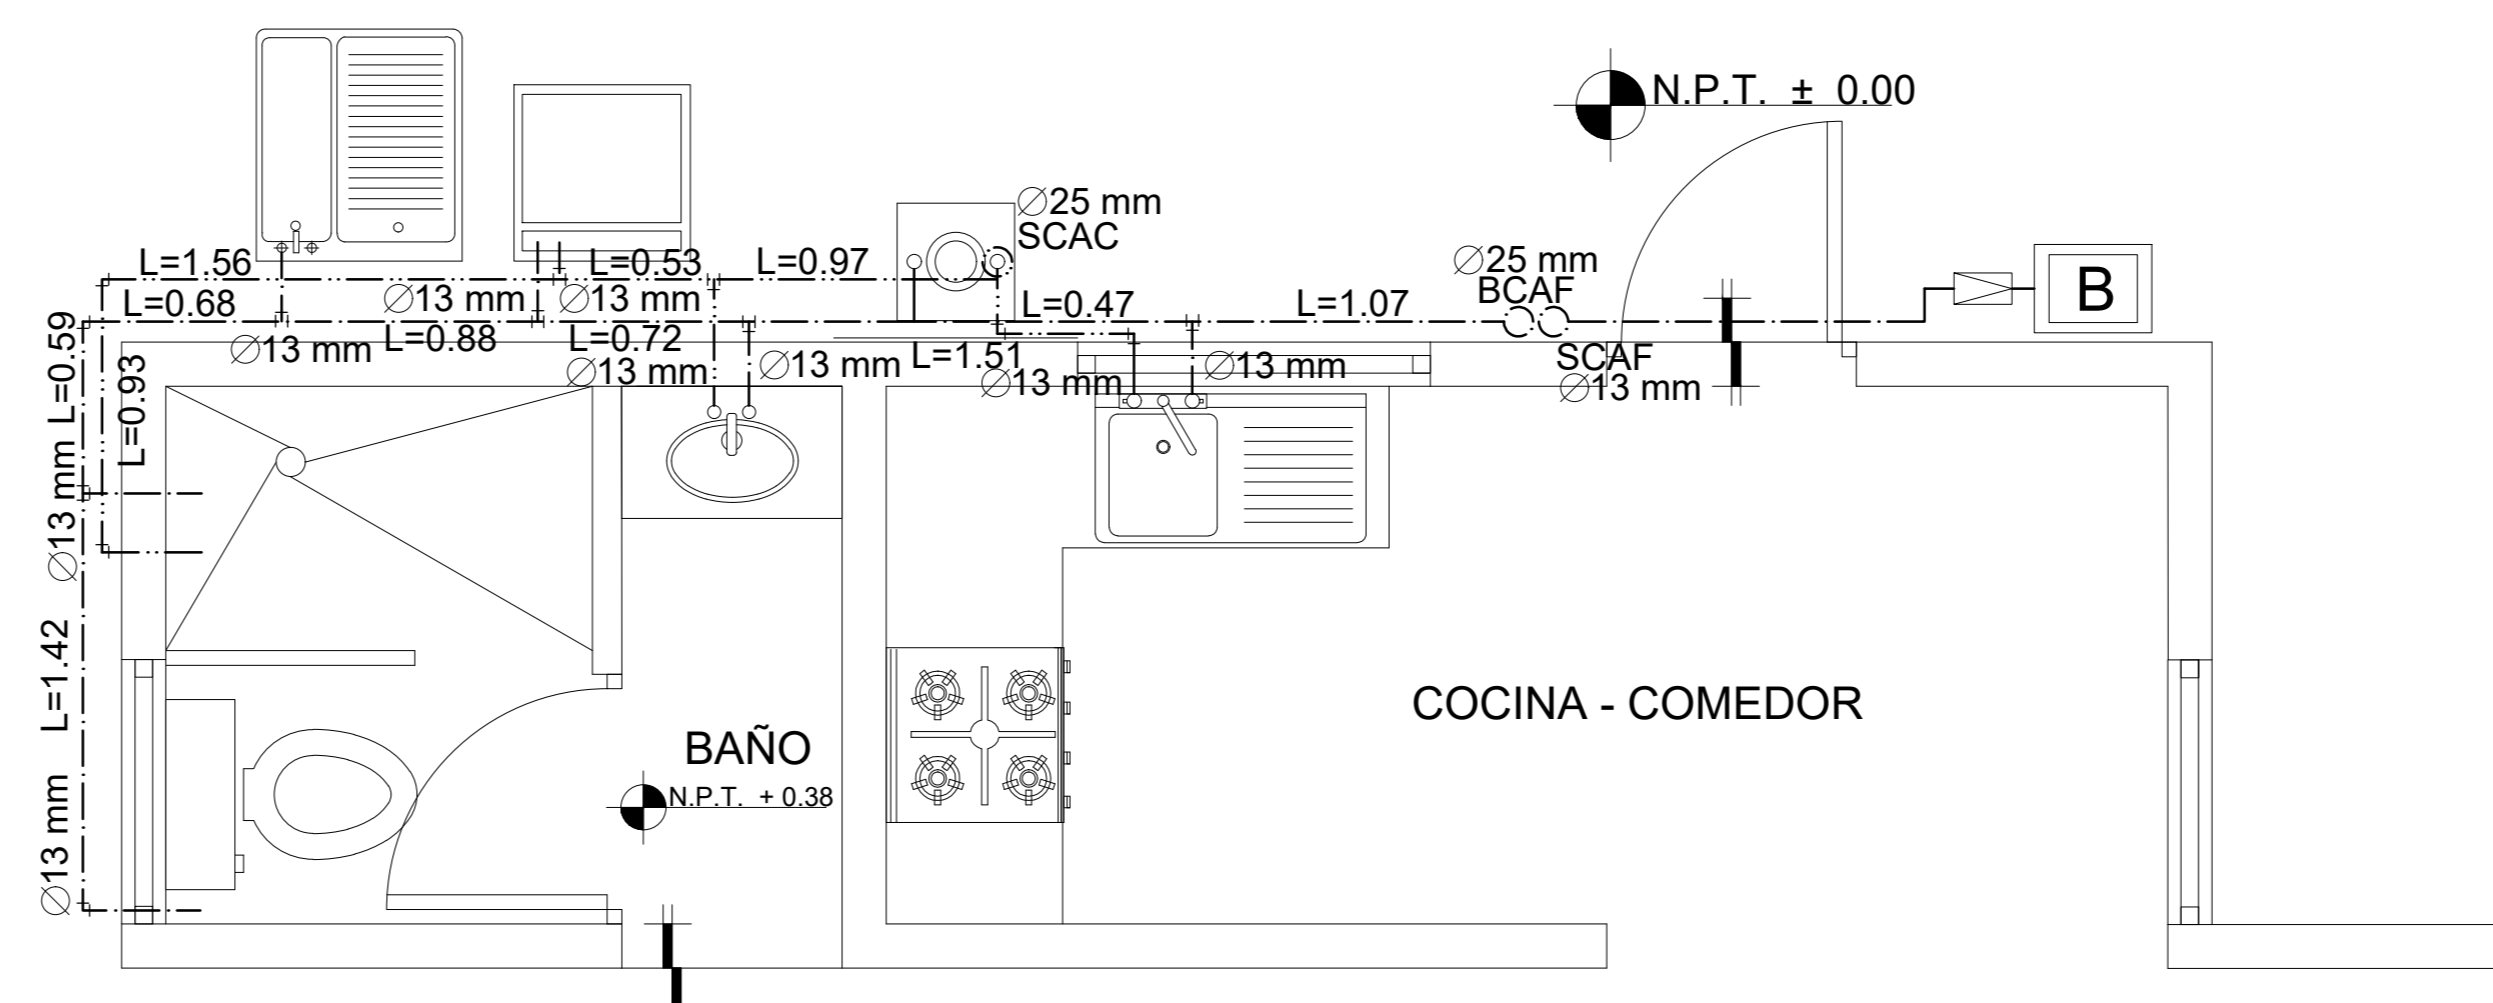 N.P.T. ± 0.00
∅25 mm
SCAC
L=1.56
L=0.53
L=0.97
∅25 mm
BCAF
B
L=0.68
∅13 mm
∅13 mm
L=0.47
L=1.07
∅13 mm
L=0.88
L=0.72
∅13 mm
∅13 mm
L=1.51
∅13 mm
∅13 mm
SCAF
∅13 mm
∅13 mm L=0.59
L=0.93
∅13 mm L=1.42
COCINA - COMEDOR
BAÑO
N.P.T. + 0.38